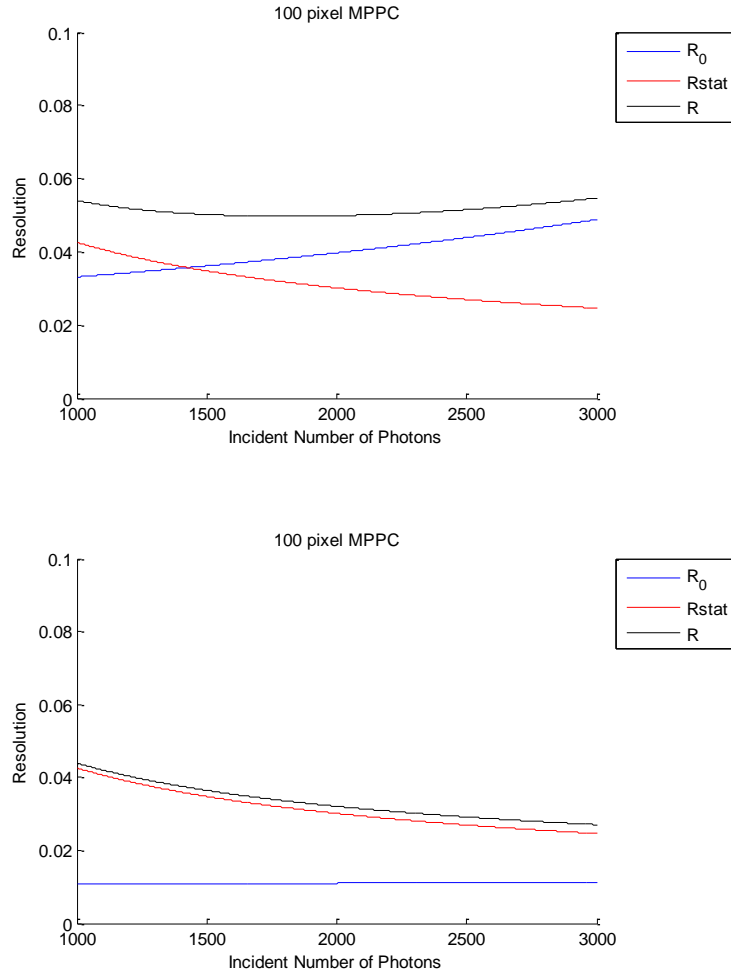 100 pixel MPPC
0.1
0.08
0.06
0.04
0.02
0
Resolution
1000 1500 2000 2500 3000
Incident Number of Photons
R0
Rstat
R
100 pixel MPPC
0.1
0.08
0.06
0.04
0.02
0
Resolution
1000 1500 2000 2500 3000
Incident Number of Photons
R0
Rstat
R